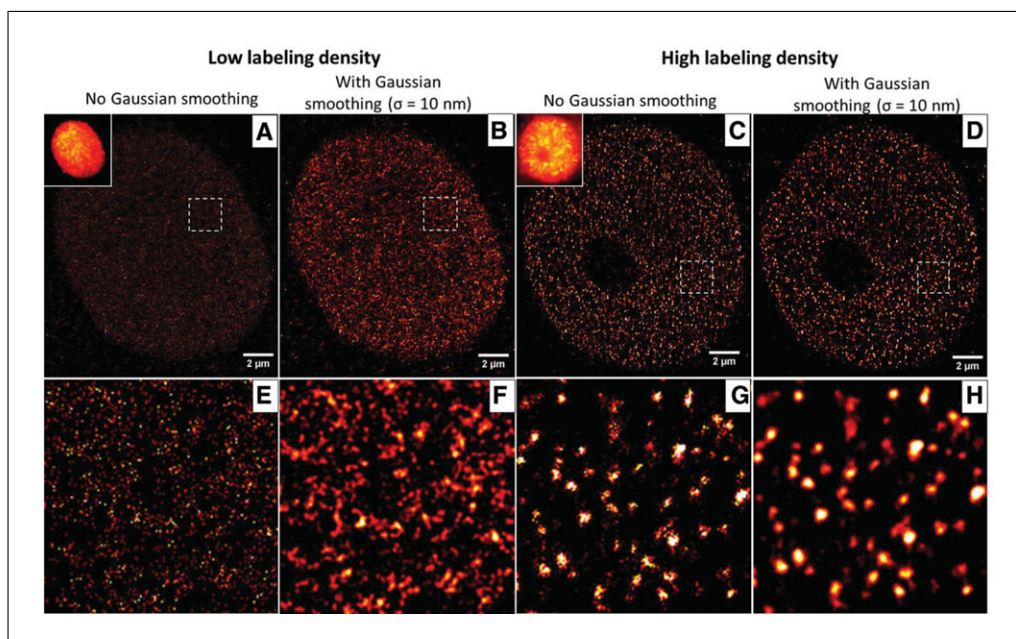 Low labeling density
High labeling density
No Gaussian smoothing
With Gaussian
smoothing (σ = 10 nm)
No Gaussian smoothing
With Gaussian
smoothing (σ = 10 nm)
A
B
C
D
2 µm
2 µm
2 µm
2 µm
E
F
G
H